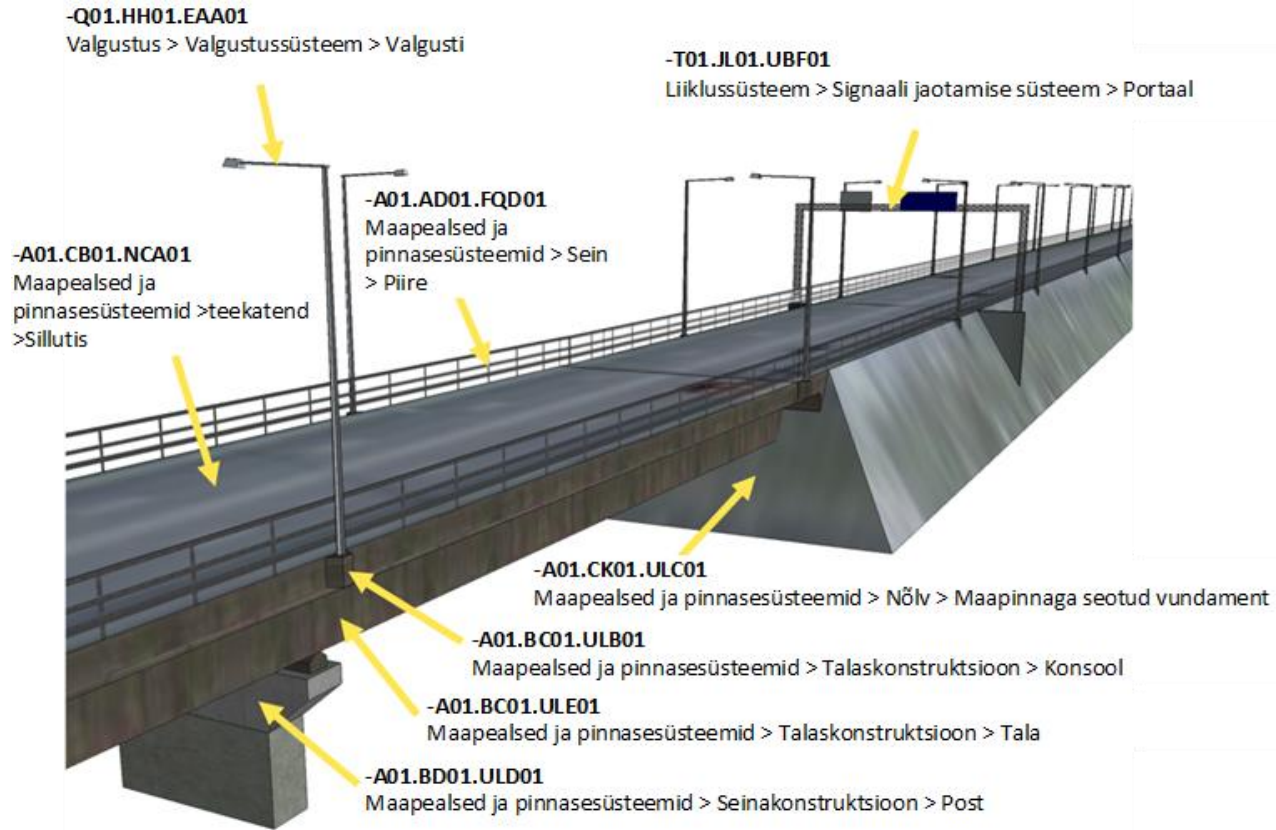 -Q01.HH01.EAA01
Valgustus > Valgustussüsteem > Valgusti
-T01.JL01.UBF01
Liiklussüsteem > Signaali jaotamise süsteem > Portaal
-A01.AD01.FQD01
Maapealsed ja
pinnasesüsteemid > Sein
> Piire
-A01.CB01.NCA01
Maapealsed ja
pinnasesüsteemid >teekatend
>Sillutis
-A01.CK01.ULC01
Maapealsed ja pinnasesüsteemid > Nõlv > Maapinnaga seotud vundament
-A01.BC01.ULB01
Maapealsed ja pinnasesüsteemid > Talaskonstruktsioon > Konsool
-A01.BC01.ULE01
Maapealsed ja pinnasesüsteemid > Talaskonstruktsioon > Tala
-A01.BD01.ULD01
Maapealsed ja pinnasesüsteemid > Seinakonstruktsioon > Post